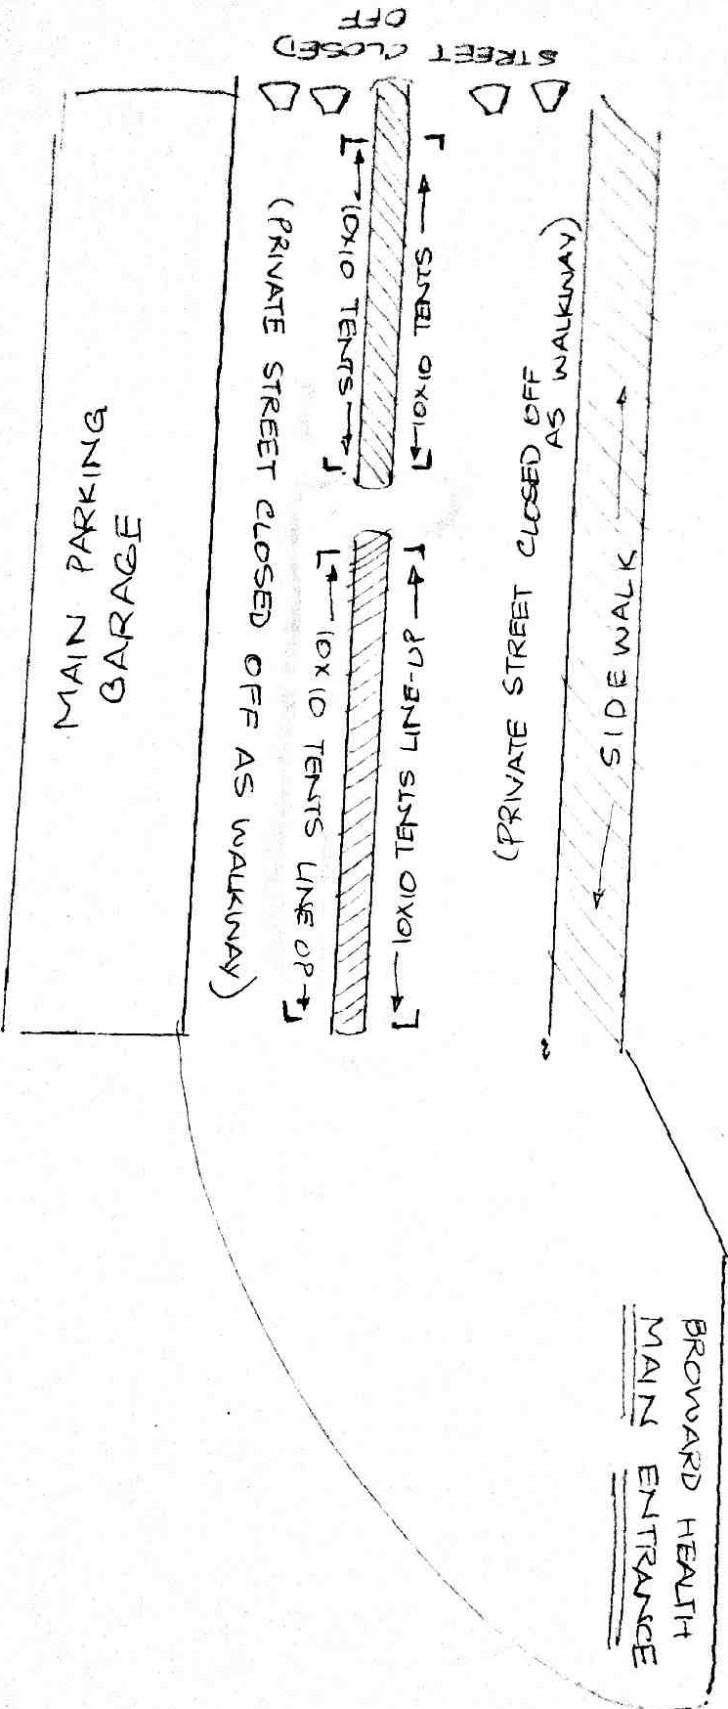 STREET CLOSED
OFF
MAIN PARKING
GARAGE
(PRIVATE STREET CLOSED OFF AS WALKWAY)
10X10 TENTS
10X10 TENTS
10X10 TENTS LINE UP
10X10 TENTS LINE-UP
(PRIVATE STREET CLOSED OFF
AS WALKWAY)
SIDEWALK
BROWARD HEALTH
MAIN ENTRANCE